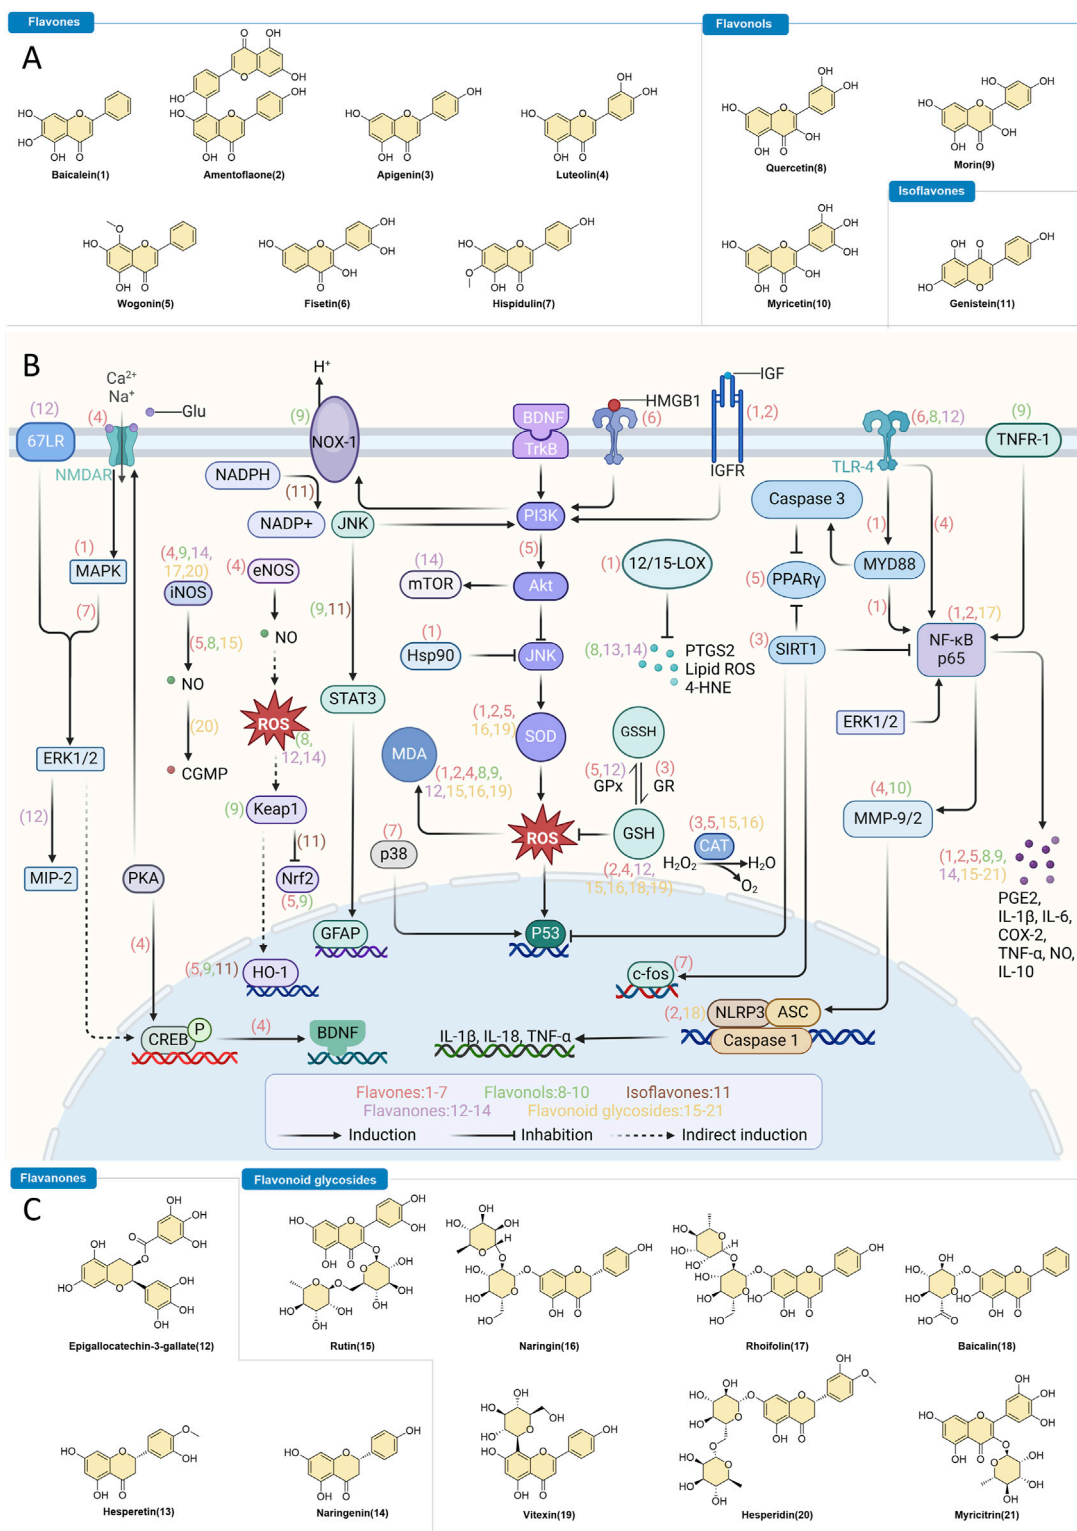 Flavones
Flavonols
A
Baicalein(1)
Amentoflaone(2)
Apigenin(3)
Luteolin(4)
Quercetin(8)
Morin(9)
Isoflavones
Wogonin(5)
Fisetin(6)
Hispidulin(7)
Myricetin(10)
Genistein(11)
B
Ca2+
Na+
Glu
H+
IGF
HMGB1
(12)
(4)
(9)
(6)
(1,2)
(6,8,12)
(9)
67LR
NMDAR
NOX-1
BDNF
TrkB
IGFR
TLR-4
TNFR-1
NADPH
(11)
NADP+
JNK
PI3K
Caspase 3
(1)
(4)
(1)
MAPK
(4,9,14,
17,20)
iNOS
(4)
eNOS
(5)
(14)
mTOR
Akt
(1)
12/15-LOX
(5)
PPARγ
MYD88
(7)
(5,8,15)
NO
NO
(9,11)
(1)
Hsp90
JNK
(8,13,14)
PTGS2
Lipid ROS
4-HNE
(3)
SIRT1
(1)
(1,2,17)
NF-κB
p65
(20)
CGMP
ROS
(8,
12,14)
STAT3
(1,2,5,
16,19)
SOD
GSSH
ERK1/2
ERK1/2
MDA
(1,2,4,8,9,
12,15,16,19)
(5,12)
GPx
(3)
GR
(9)
Keap1
(4,10)
MMP-9/2
(12)
(11)
(7)
p38
ROS
GSH
(3,5,15,16)
CAT
H2O2
H2O
O2
MIP-2
PKA
Nrf2
(5,9)
(2,4,12,
15,16,18,19)
(1,2,5,8,9,
14,15-21)
PGE2,
IL-1β, IL-6,
COX-2,
TNF-α, NO,
IL-10
GFAP
P53
(4)
(5,9,11)
HO-1
c-fos
(7)
CREB
P
(4)
BDNF
IL-1β, IL-18, TNF-α
(2,18)
NLRP3
ASC
Caspase 1
Flavones:1-7
Flavonols:8-10
Isoflavones:11
Flavanones:12-14
Flavonoid glycosides:15-21
Induction
Inhabition
Indirect induction
Flavanones
Flavonoid glycosides
C
Epigallocatechin-3-gallate(12)
Rutin(15)
Naringin(16)
Rhoifolin(17)
Baicalin(18)
Hesperetin(13)
Naringenin(14)
Vitexin(19)
Hesperidin(20)
Myricitrin(21)